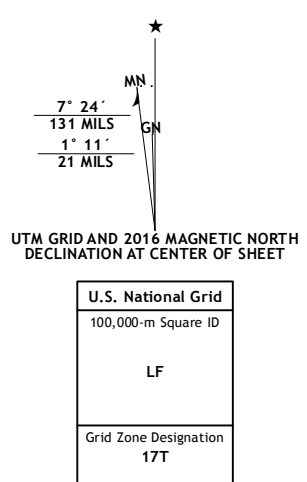 ★
MN
7° 24´
131 MILS
GN
1° 11´
21 MILS
UTM GRID AND 2016 MAGNETIC NORTH
DECLINATION AT CENTER OF SHEET
U.S. National Grid
100,000-m Square ID
LF
Grid Zone Designation
17T